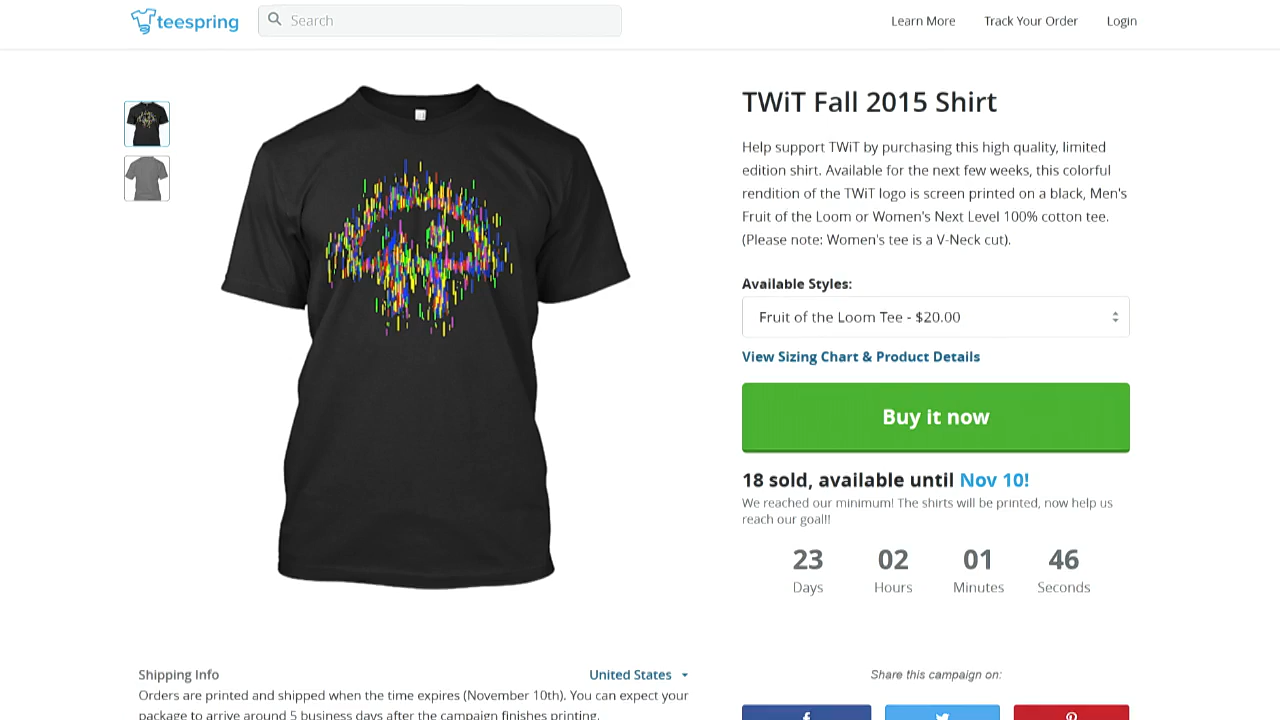 teespring
Search
Learn More
Track Your Order
Login
TWiT Fall 2015 Shirt
Help support TWiT by purchasing this high quality, limited
edition shirt. Available for the next few weeks, this colorful
rendition of the TWiT logo is screen printed on a black, Men's
Fruit of the Loom or Women's Next Level 100% cotton tee.
(Please note: Women's tee is a V-Neck cut).
Available Styles:
Fruit of the Loom Tee - $20.00
View Sizing Chart & Product Details
Buy it now
18 sold, available until Nov 10!
We reached our minimum! The shirts will be printed, now help us
reach our goal!!
23 02 01 46
Days Hours Minutes Seconds
Shipping Info
United States
Orders are printed and shipped when the time expires (November 10th). You can expect your
package to arrive around 5 business days after the campaign finishes printing.
Share this campaign on: